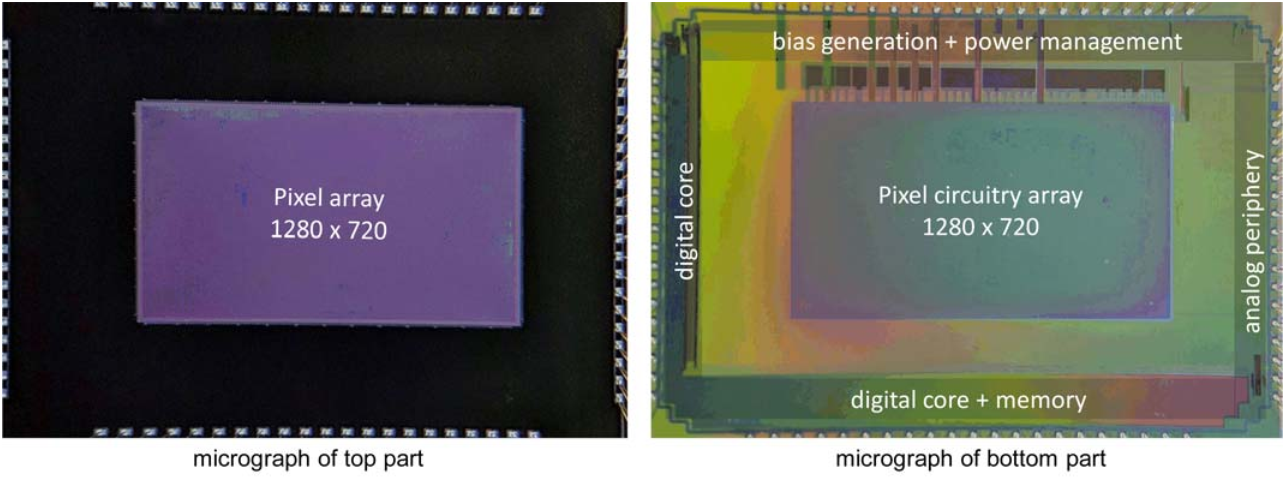 Pixel array
1280 x 720
micrograph of top part
bias generation + power management
digital core
Pixel circuitry array
1280 x 720
analog periphery
digital core + memory
micrograph of bottom part